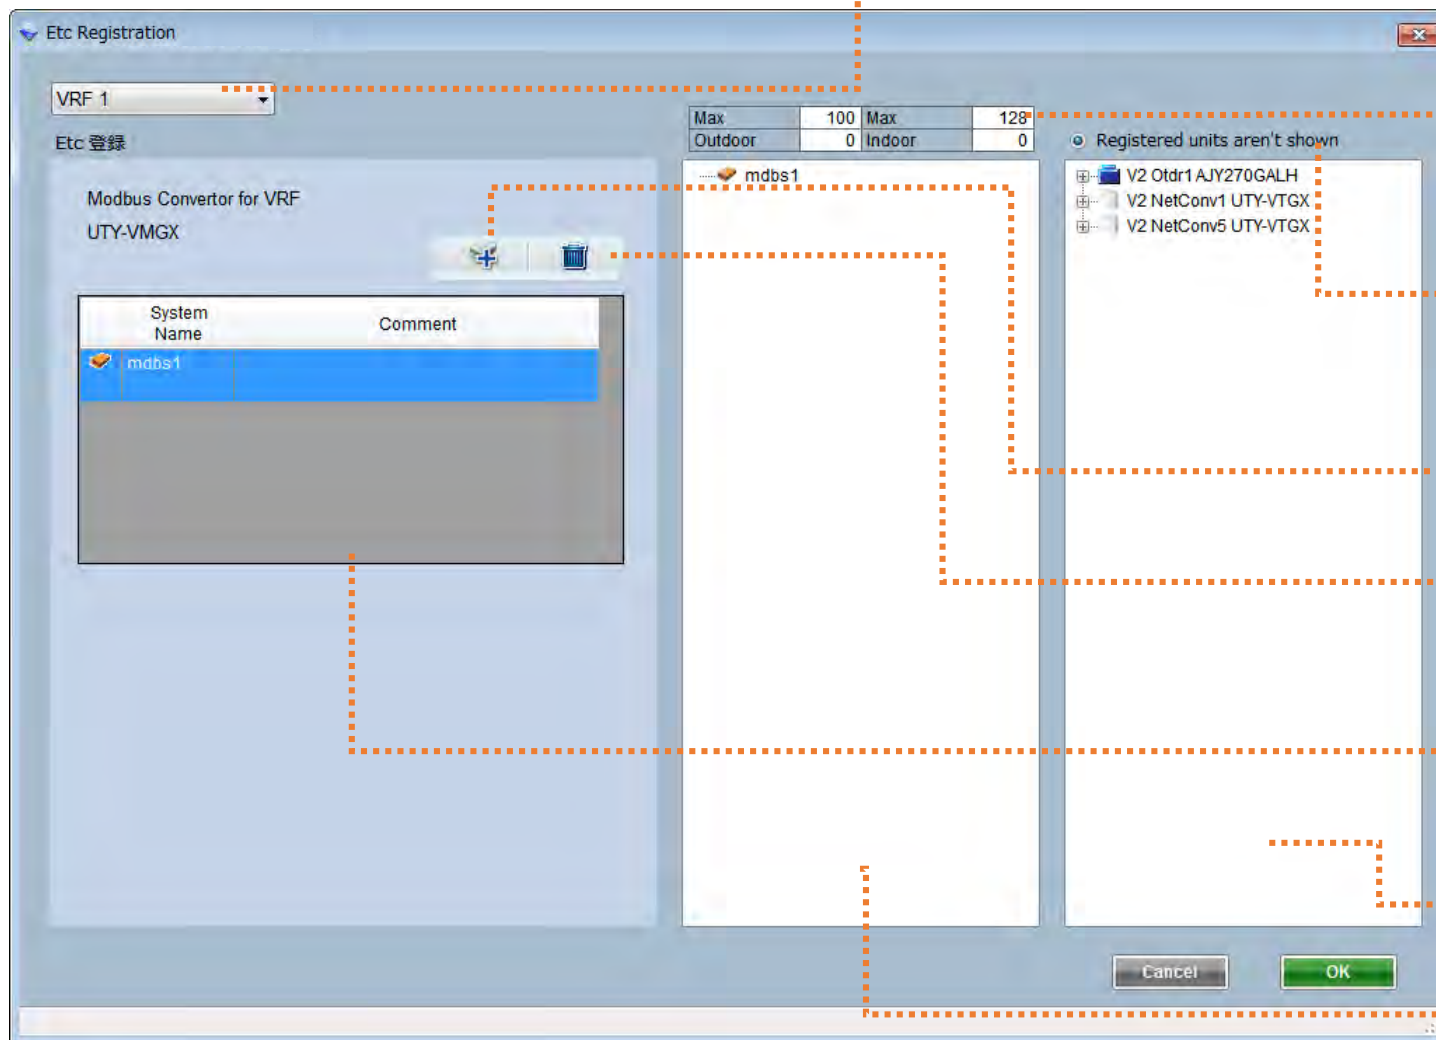 Etc Registration
VRF 1
Etc 登録
Max 100 Max 128
Outdoor 0 Indoor 0
Registered units aren't shown
Modbus Convertor for VRF
UTY-VMGX
System Name Comment
mdbs1
mdbs1
V2 Otdr1 AJY270GALH
V2 NetConv1 UTY-VTGX
V2 NetConv5 UTY-VTGX
Cancel OK